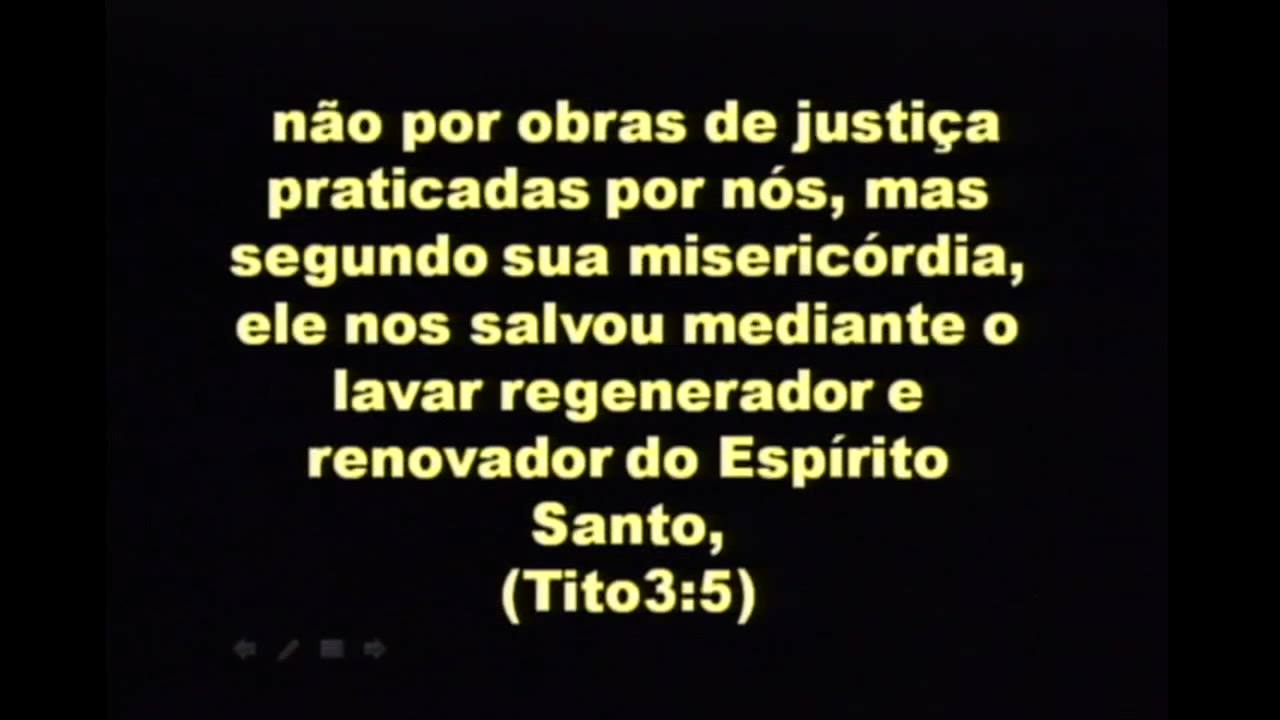 não por obras de justiça
praticadas por nós, mas
segundo sua misericórdia,
ele nos salvou mediante o
lavar regenerador e
renovador do Espírito
Santo,
(Tito3:5)